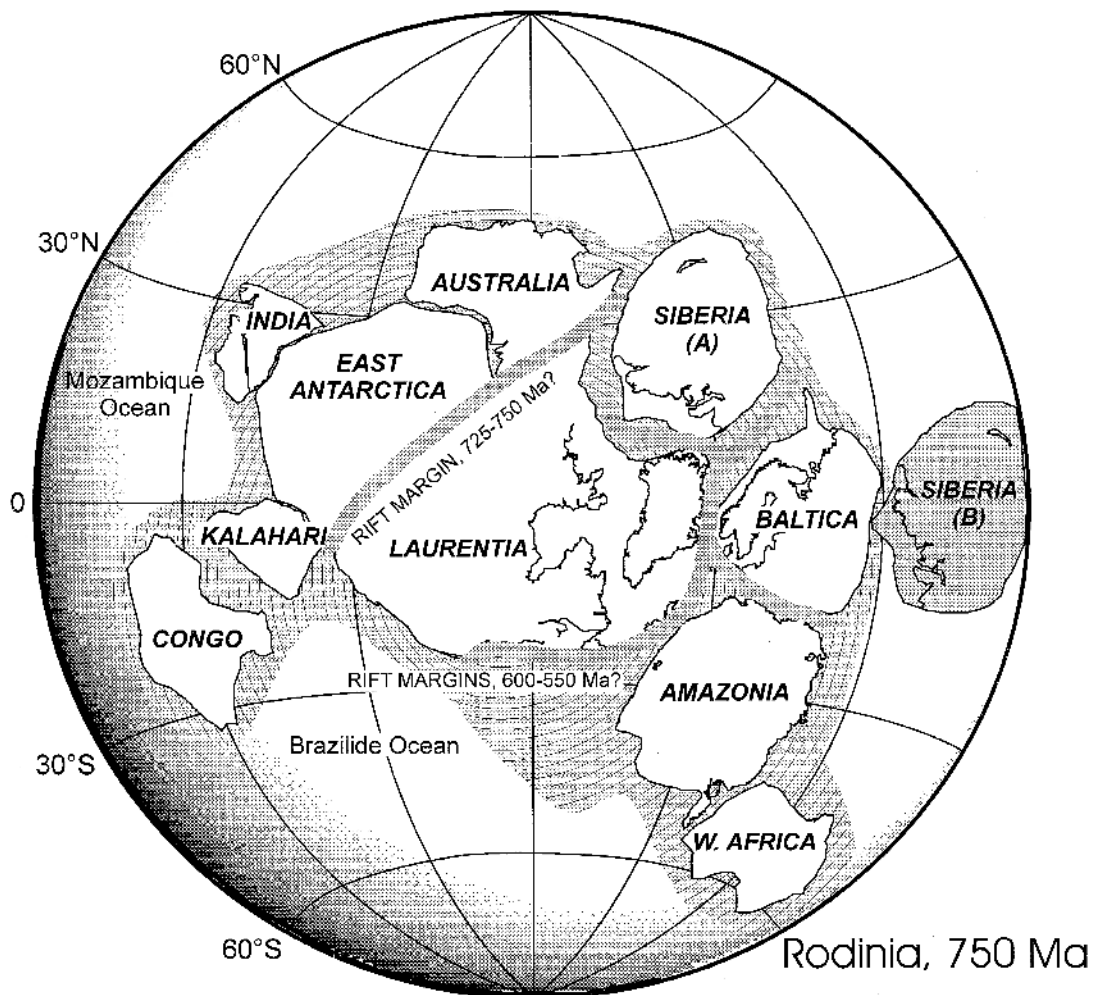 60°N
30°N
AUSTRALIA
INDIA
SIBERIA
(A)
EAST
ANTARCTICA
Mozambique
Ocean
RIFT MARGIN, 725-750 Ma?
0
SIBERIA
(B)
KALAHARI
LAURENTIA
BALTICA
CONGO
RIFT MARGINS, 600-550 Ma?
AMAZONIA
Brazilide Ocean
30°S
W. AFRICA
60°S
Rodinia, 750 Ma